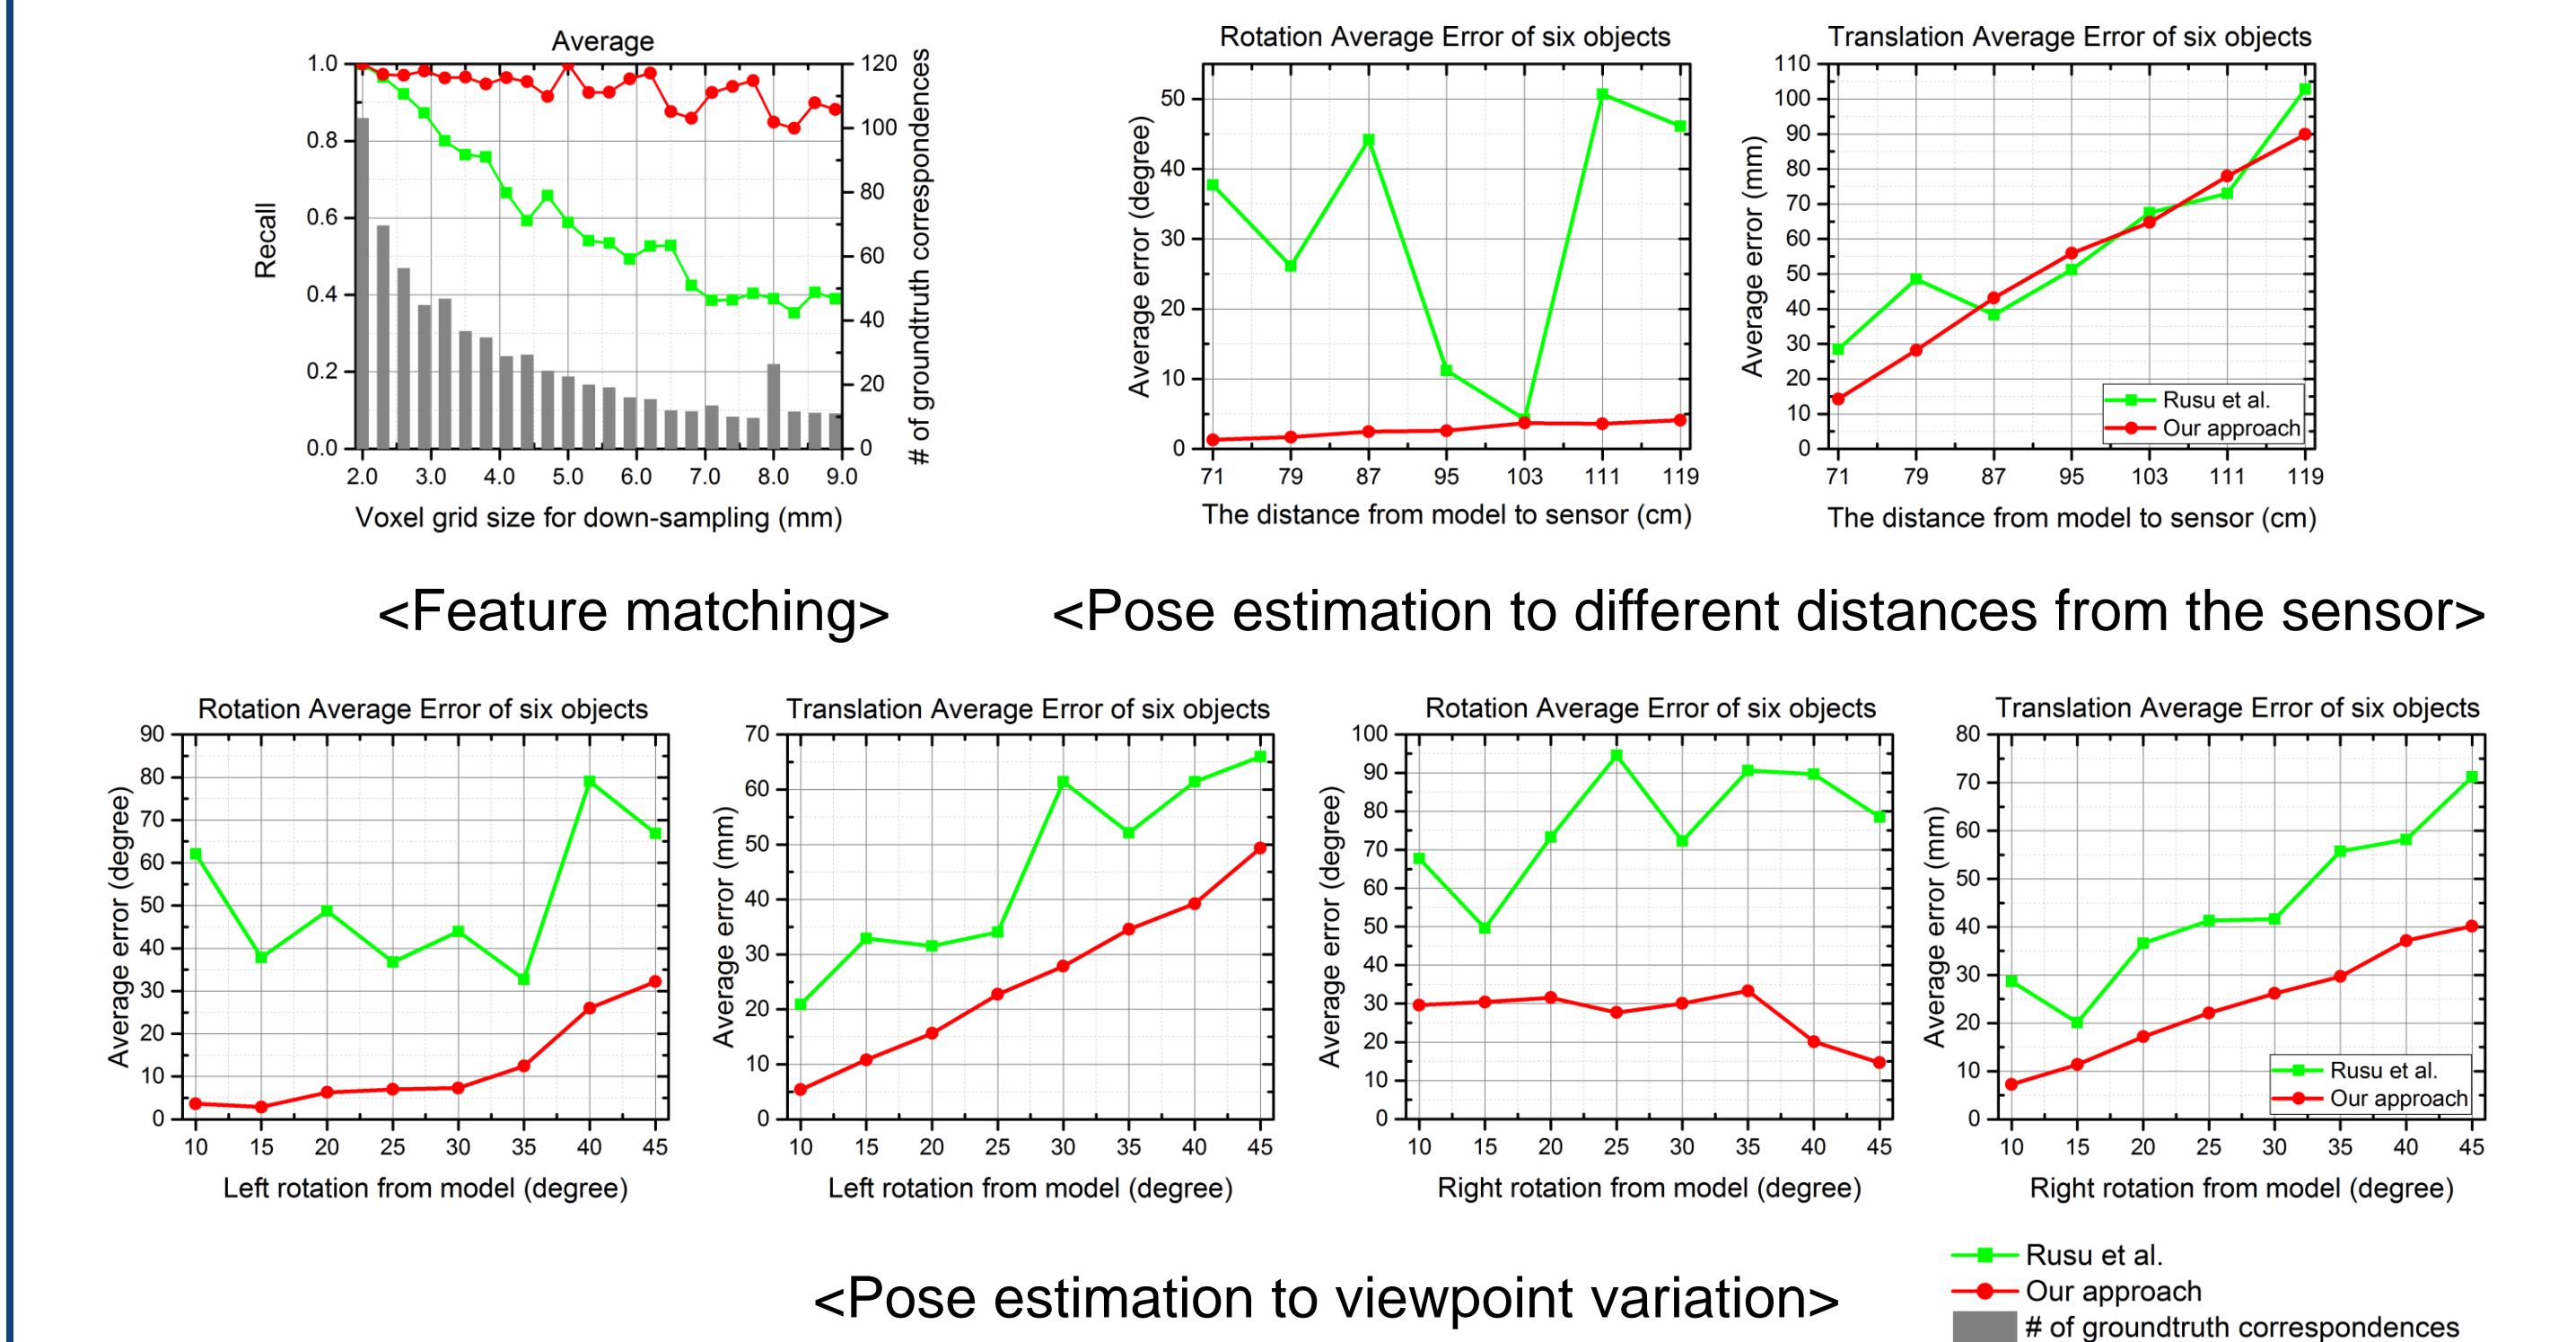 Average
1.0
0.8
0.6
0.4
0.2
0.0
Recall
120
100
80
60
40
20
0
# of groundtruth correspondences
2.0 3.0 4.0 5.0 6.0 7.0 8.0 9.0
Voxel grid size for down-sampling (mm)
Rotation Average Error of six objects
50
40
30
20
10
0
Average error (degree)
71 79 87 95 103 111 119
The distance from model to sensor (cm)
Translation Average Error of six objects
110
100
90
80
70
60
50
40
30
20
10
0
Average error (mm)
Rusu et al.
Our approach
71 79 87 95 103 111 119
The distance from model to sensor (cm)
<Feature matching>
<Pose estimation to different distances from the sensor>
Rotation Average Error of six objects
90
80
70
60
50
40
30
20
10
0
Average error (degree)
10 15 20 25 30 35 40 45
Left rotation from model (degree)
Translation Average Error of six objects
70
60
50
40
30
20
10
0
Average error (mm)
10 15 20 25 30 35 40 45
Left rotation from model (degree)
Rotation Average Error of six objects
100
90
80
70
60
50
40
30
20
10
0
Average error (degree)
10 15 20 25 30 35 40 45
Right rotation from model (degree)
Translation Average Error of six objects
80
70
60
50
40
30
20
10
0
Average error (mm)
Rusu et al.
Our approach
10 15 20 25 30 35 40 45
Right rotation from model (degree)
<Pose estimation to viewpoint variation>
Rusu et al.
Our approach
# of groundtruth correspondences